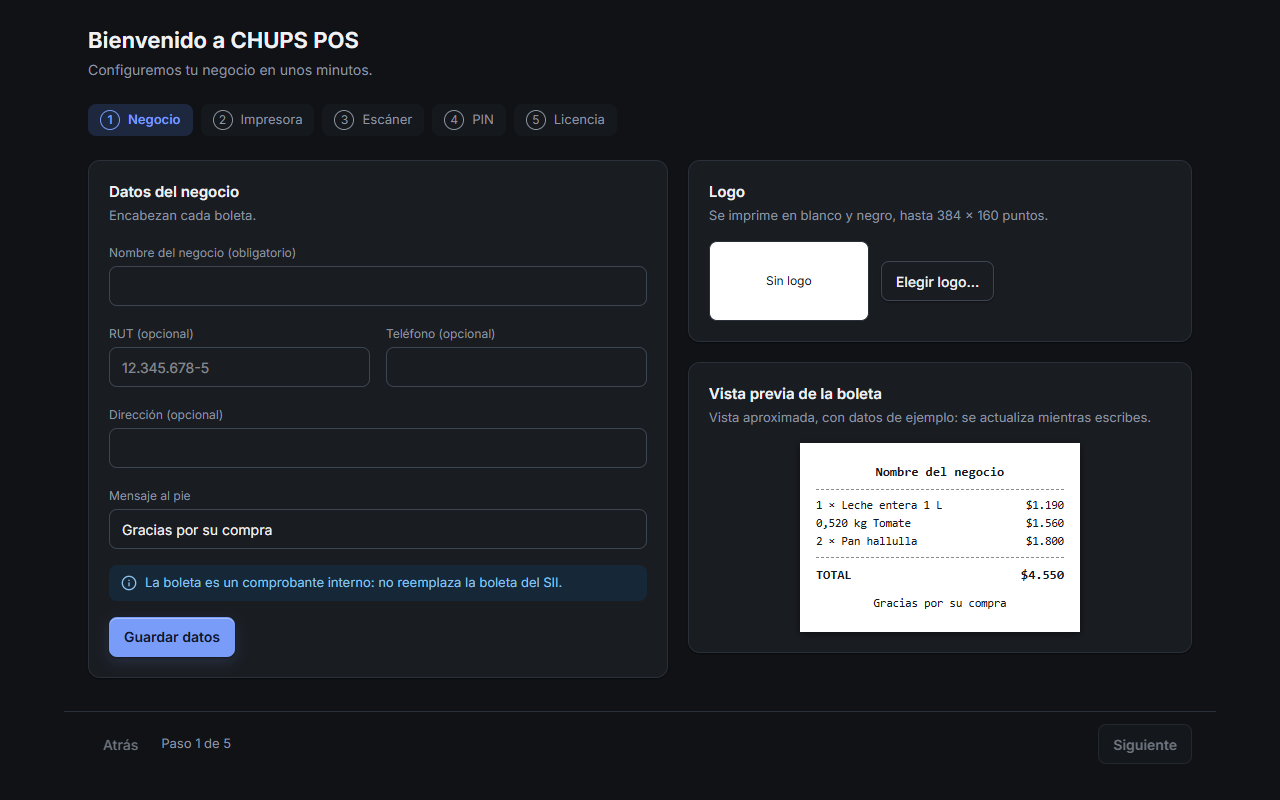 Bienvenido a CHUPS POS
Configuremos tu negocio en unos minutos.
1 Negocio
2 Impresora
3 Escáner
4 PIN
5 Licencia
Datos del negocio
Encabezan cada boleta.
Nombre del negocio (obligatorio)
RUT (opcional)
12.345.678-5
Teléfono (opcional)
Dirección (opcional)
Mensaje al pie
Gracias por su compra
La boleta es un comprobante interno: no reemplaza la boleta del SII.
Guardar datos
Logo
Se imprime en blanco y negro, hasta 384 × 160 puntos.
Sin logo
Elegir logo...
Vista previa de la boleta
Vista aproximada, con datos de ejemplo: se actualiza mientras escribes.
Nombre del negocio
1 × Leche entera 1 L $1.190
0,520 kg Tomate $1.560
2 × Pan hallulla $1.800
TOTAL $4.550
Gracias por su compra
Atrás
Paso 1 de 5
Siguiente